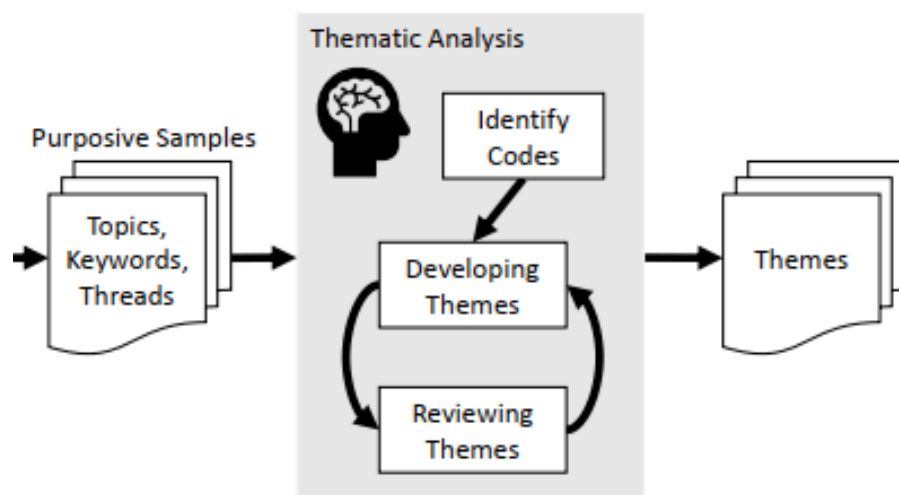 Thematic Analysis
Purposive Samples
Topics,
Keywords,
Threads
Identify
Codes
Developing
Themes
Reviewing
Themes
Themes